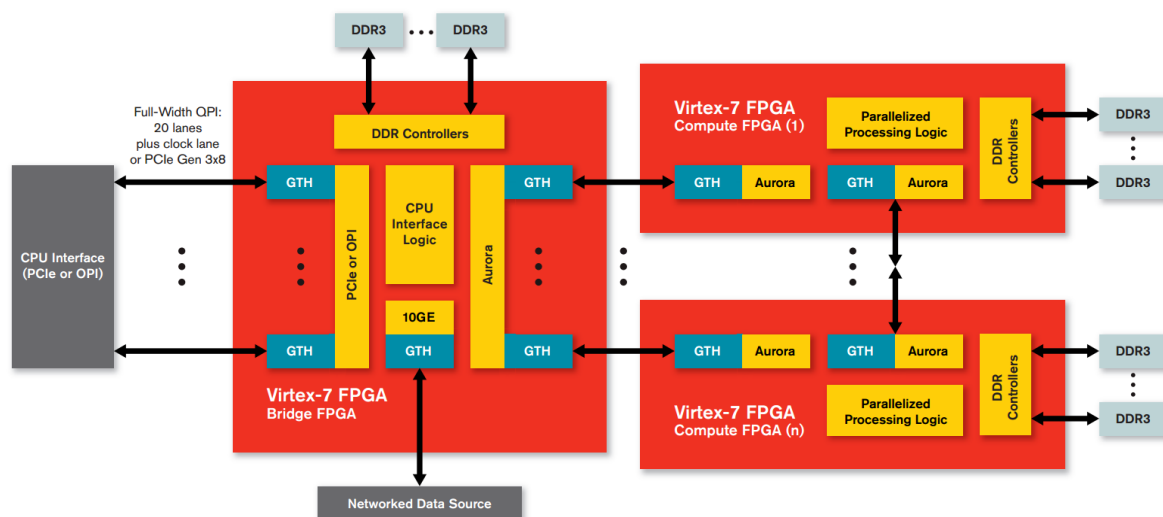 DDR3
DDR3
Full-Width QPI:
20 lanes
plus clock lane
or PCIe Gen 3x8
CPU Interface
(PCIe or OPI)
DDR Controllers
GTH
PCIe or OPI
CPU
Interface
Logic
Aurora
GTH
GTH
10GE
GTH
GTH
Virtex-7 FPGA
Bridge FPGA
Networked Data Source
Virtex-7 FPGA
Compute FPGA (1)
Parallelized
Processing Logic
DDR
Controllers
GTH
Aurora
GTH
Aurora
DDR3
DDR3
GTH
Aurora
GTH
Aurora
Virtex-7 FPGA
Compute FPGA (n)
Parallelized
Processing Logic
DDR
Controllers
DDR3
DDR3